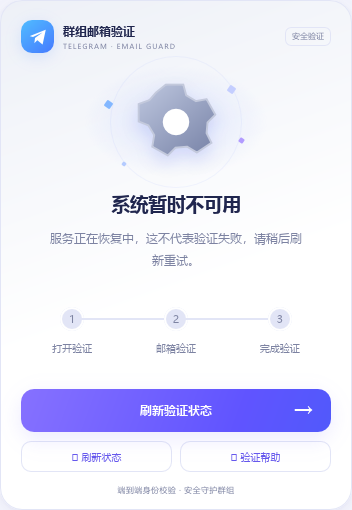 群组邮箱验证
TELEGRAM · EMAIL GUARD
安全验证
系统暂时不可用
服务正在恢复中，这不代表验证失败，请稍后刷
新重试。
1 2 3
打开验证 邮箱验证 完成验证
刷新验证状态 →
刷新状态 验证帮助
端到端身份校验 · 安全守护群组